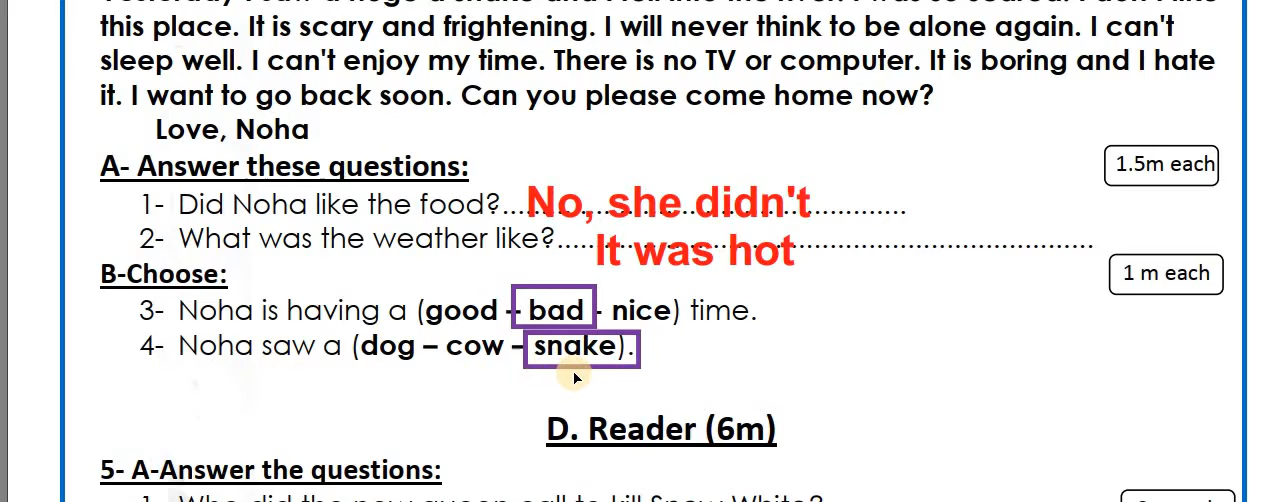 this place. It is scary and frightening. I will never think to be alone again. I can't
sleep well. I can't enjoy my time. There is no TV or computer. It is boring and I hate
it. I want to go back soon. Can you please come home now?
Love, Noha
A- Answer these questions:
1.5m each
1- Did Noha like the food?.......................................................
No, she didn't
2- What was the weather like?.......................................................
It was hot
B-Choose:
1 m each
3- Noha is having a (good – bad - nice) time.
4- Noha saw a (dog – cow – snake).
D. Reader (6m)
5- A-Answer the questions: